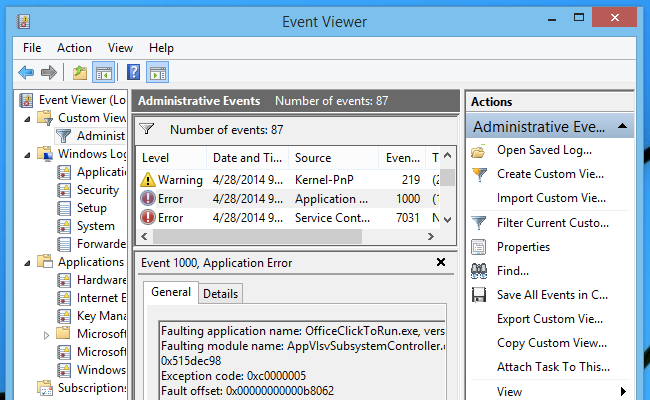 Event Viewer
File Action View Help
Event Viewer (Lo
Custom View
Administ
Windows Log
Applicatio
Security
Setup
System
Forwarde
Applications
Hardware
Internet E
Key Mana
Microsoft
Microsoft
Windows
Subscriptions
Administrative Events Number of events: 87
Number of events: 87
Level Date and Ti... Source Even... T
Warning 4/28/2014 9... Kernel-PnP 219 (2
Error 4/28/2014 9... Application ... 1000 (1
Error 4/28/2014 9... Service Cont... 7031 N
Event 1000, Application Error
General Details
Faulting application name: OfficeClickToRun.exe, vers
Faulting module name: AppVIsvSubsystemController.d
0x515dec98
Exception code: 0xc0000005
Fault offset: 0x00000000000b8062
Actions
Administrative Eve...
Open Saved Log...
Create Custom Vie...
Import Custom Vie...
Filter Current Custo...
Properties
Find...
Save All Events in C...
Export Custom Vie...
Copy Custom View...
Attach Task To This...
View